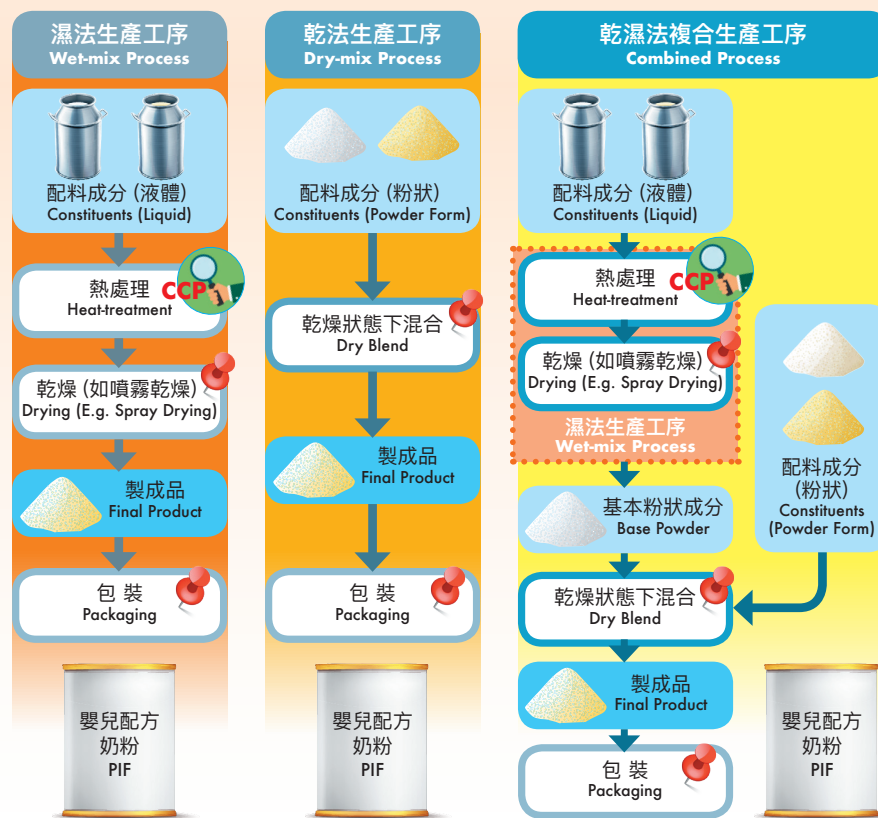 濕法生產工序
Wet-mix Process
配料成分 (液體)
Constituents (Liquid)
熱處理
Heat-treatment
CCP
乾燥 (如噴霧乾燥)
Drying (E.g. Spray Drying)
製成品
Final Product
包 裝
Packaging
嬰兒配方
奶粉
PIF
乾法生產工序
Dry-mix Process
配料成分 (粉狀)
Constituents (Powder Form)
乾燥狀態下混合
Dry Blend
製成品
Final Product
包 裝
Packaging
嬰兒配方
奶粉
PIF
乾濕法複合生產工序
Combined Process
配料成分 (液體)
Constituents (Liquid)
熱處理
Heat-treatment
CCP
乾燥 (如噴霧乾燥)
Drying (E.g. Spray Drying)
濕法生產工序
Wet-mix Process
基本粉狀成分
Base Powder
配料成分
(粉狀)
Constituents
(Powder Form)
乾燥狀態下混合
Dry Blend
製成品
Final Product
包 裝
Packaging
嬰兒配方
奶粉
PIF